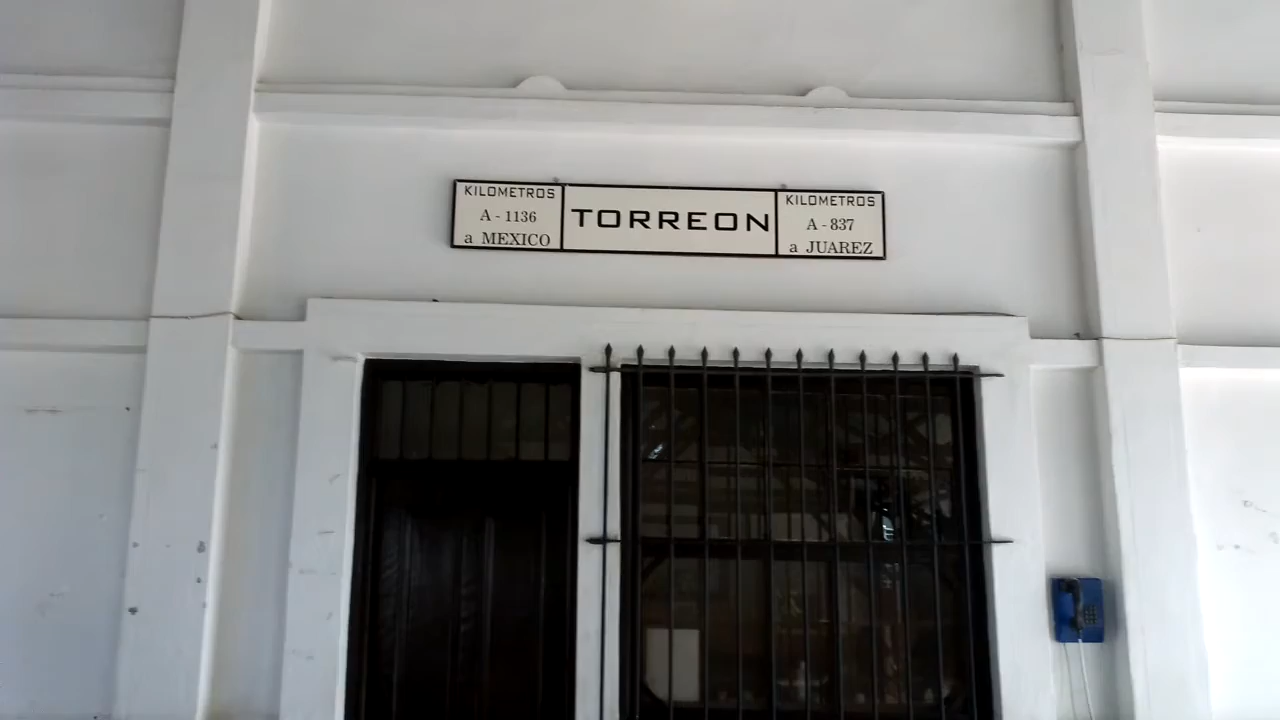 KILOMETROS
A - 1136
a MEXICO
TORREON
KILOMETROS
A - 837
a JUAREZ